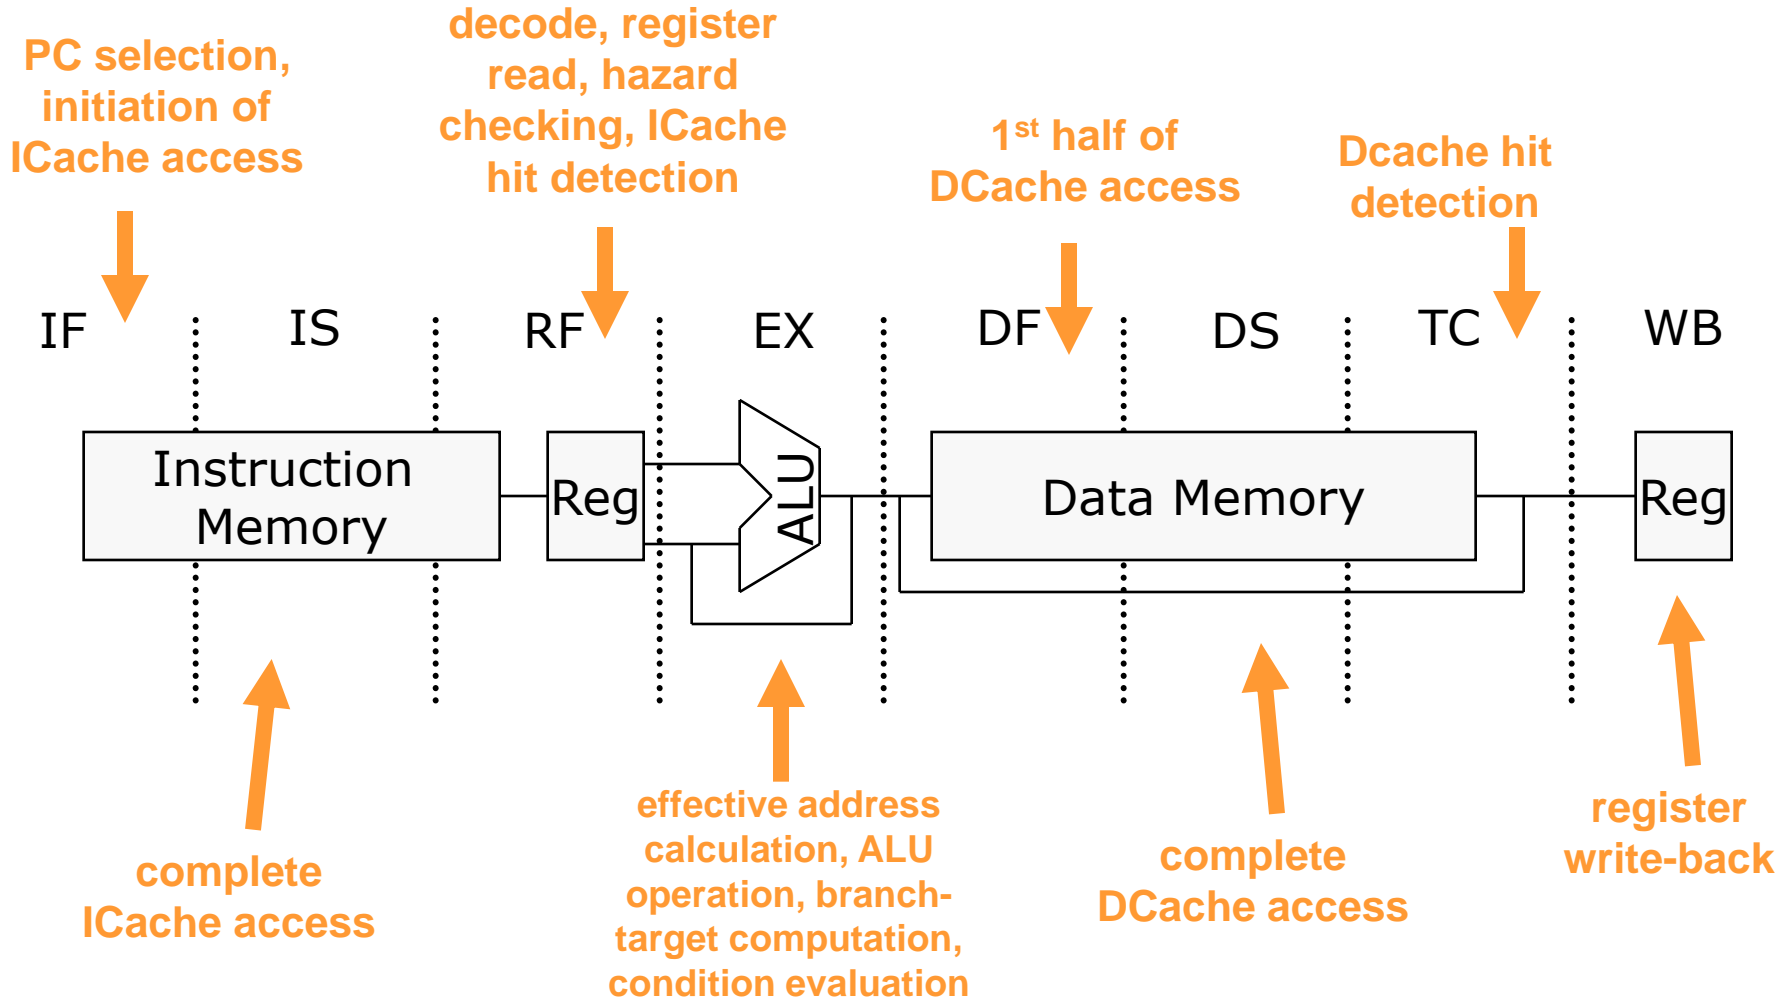 PC selection,
initiation of
ICache access
decode, register
read, hazard
checking, ICache
hit detection
1st half of
DCache access
Dcache hit
detection
IF
IS
RF
EX
DF
DS
TC
WB
Instruction
Memory
Reg
ALU
Data Memory
Reg
complete
ICache access
effective address
calculation, ALU
operation, branch-
target computation,
condition evaluation
complete
DCache access
register
write-back